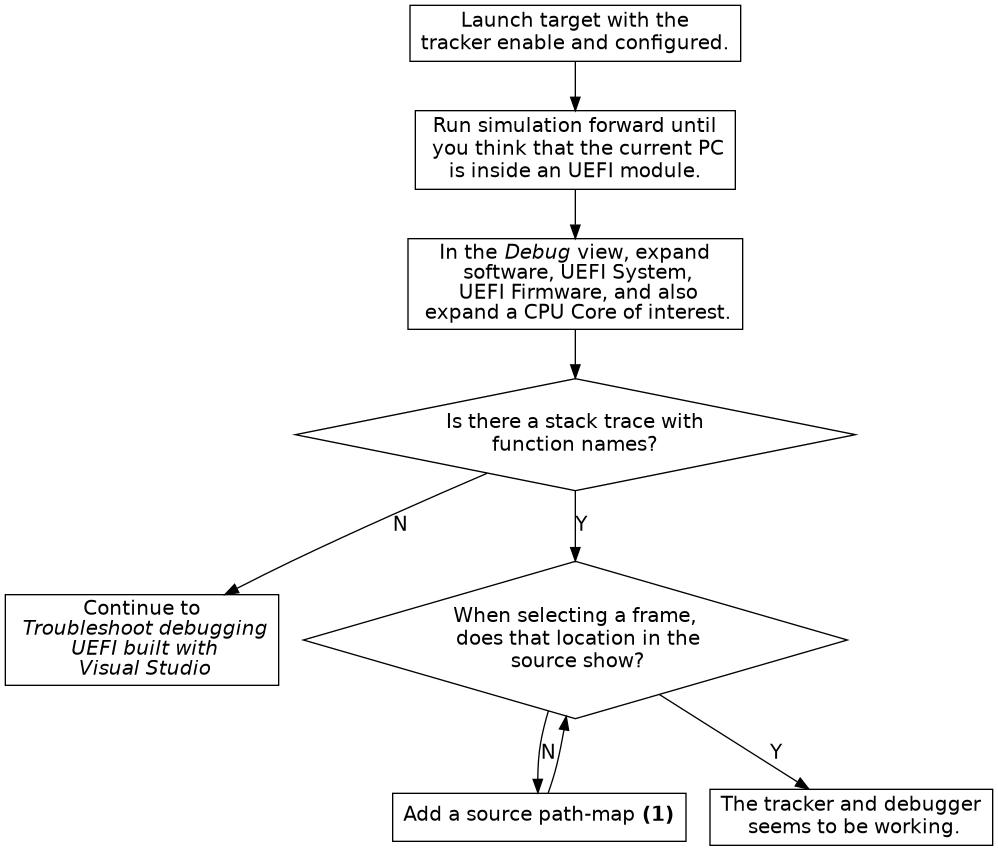 Launch target with the
tracker enable and configured.
Run simulation forward until
you think that the current PC
is inside an UEFI module.
In the Debug view, expand
software, UEFI System,
UEFI Firmware, and also
expand a CPU Core of interest.
Is there a stack trace with
function names?
N
Y
Continue to
Troubleshoot debugging
UEFI built with
Visual Studio
When selecting a frame,
does that location in the
source show?
N
Y
Add a source path-map (1)
The tracker and debugger
seems to be working.